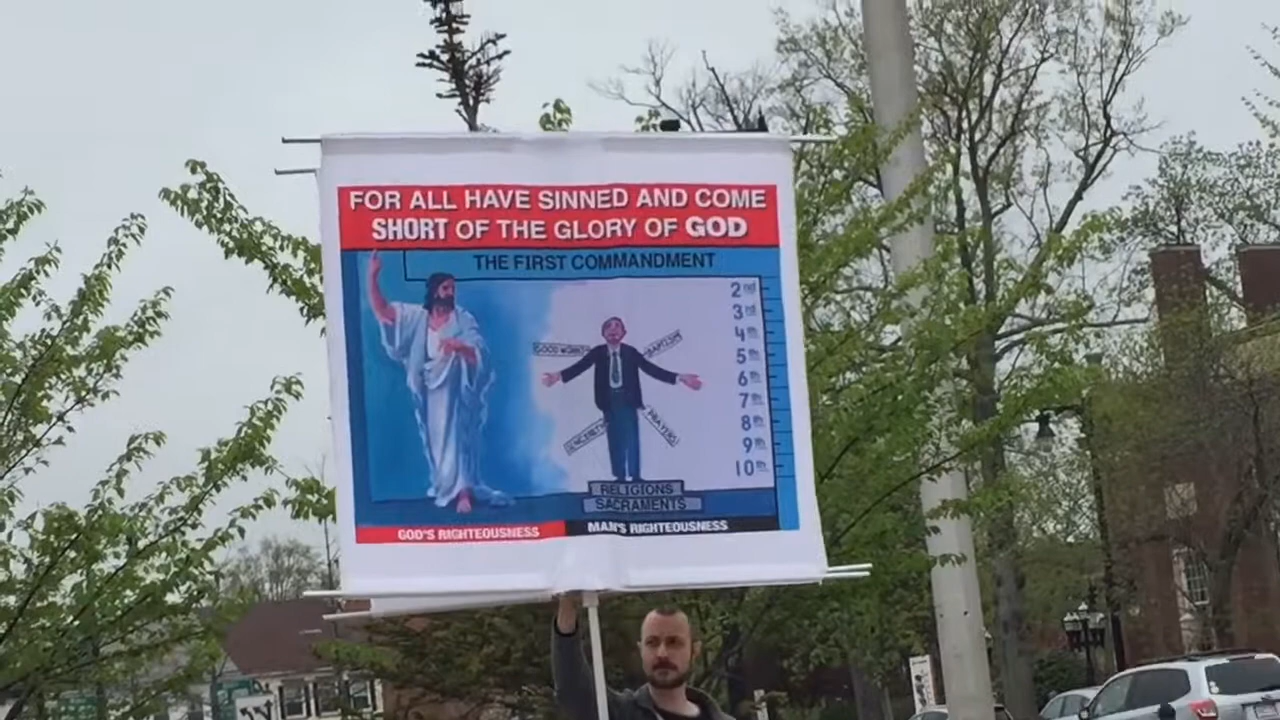 FOR ALL HAVE SINNED AND COME
SHORT OF THE GLORY OF GOD
THE FIRST COMMANDMENT
2nd
3rd
4th
5th
6th
7th
8th
9th
10th
GOOD WORKS
BAPTISM
SINCERITY
PRAYERS
RELIGIONS
SACRAMENTS
GOD'S RIGHTEOUSNESS
MAN'S RIGHTEOUSNESS